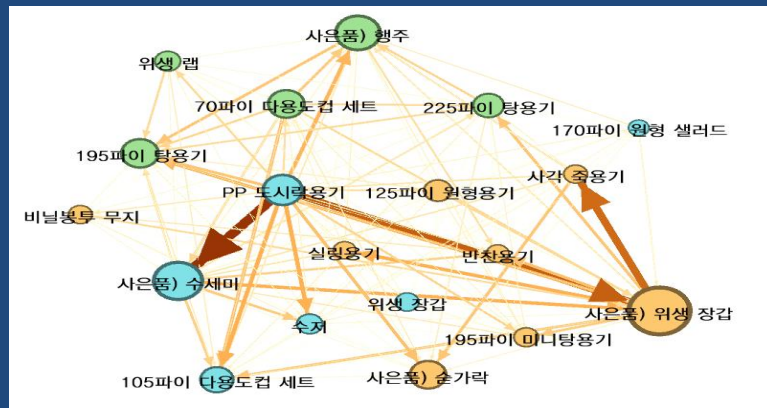 사은품) 행주
위생 랩
70파이 다용도컵 세트
225파이 탕용기
170파이 원형 샐러드
195파이 탕용기
사각 죽용기
PP 도시락용기
125파이 원형용기
비닐봉투 무지
실링용기
반찬용기
사은품) 수세미
위생 장갑
사은품) 위생 장갑
수저
195파이 미니탕용기
105파이 다용도컵 세트
사은품) 숟가락